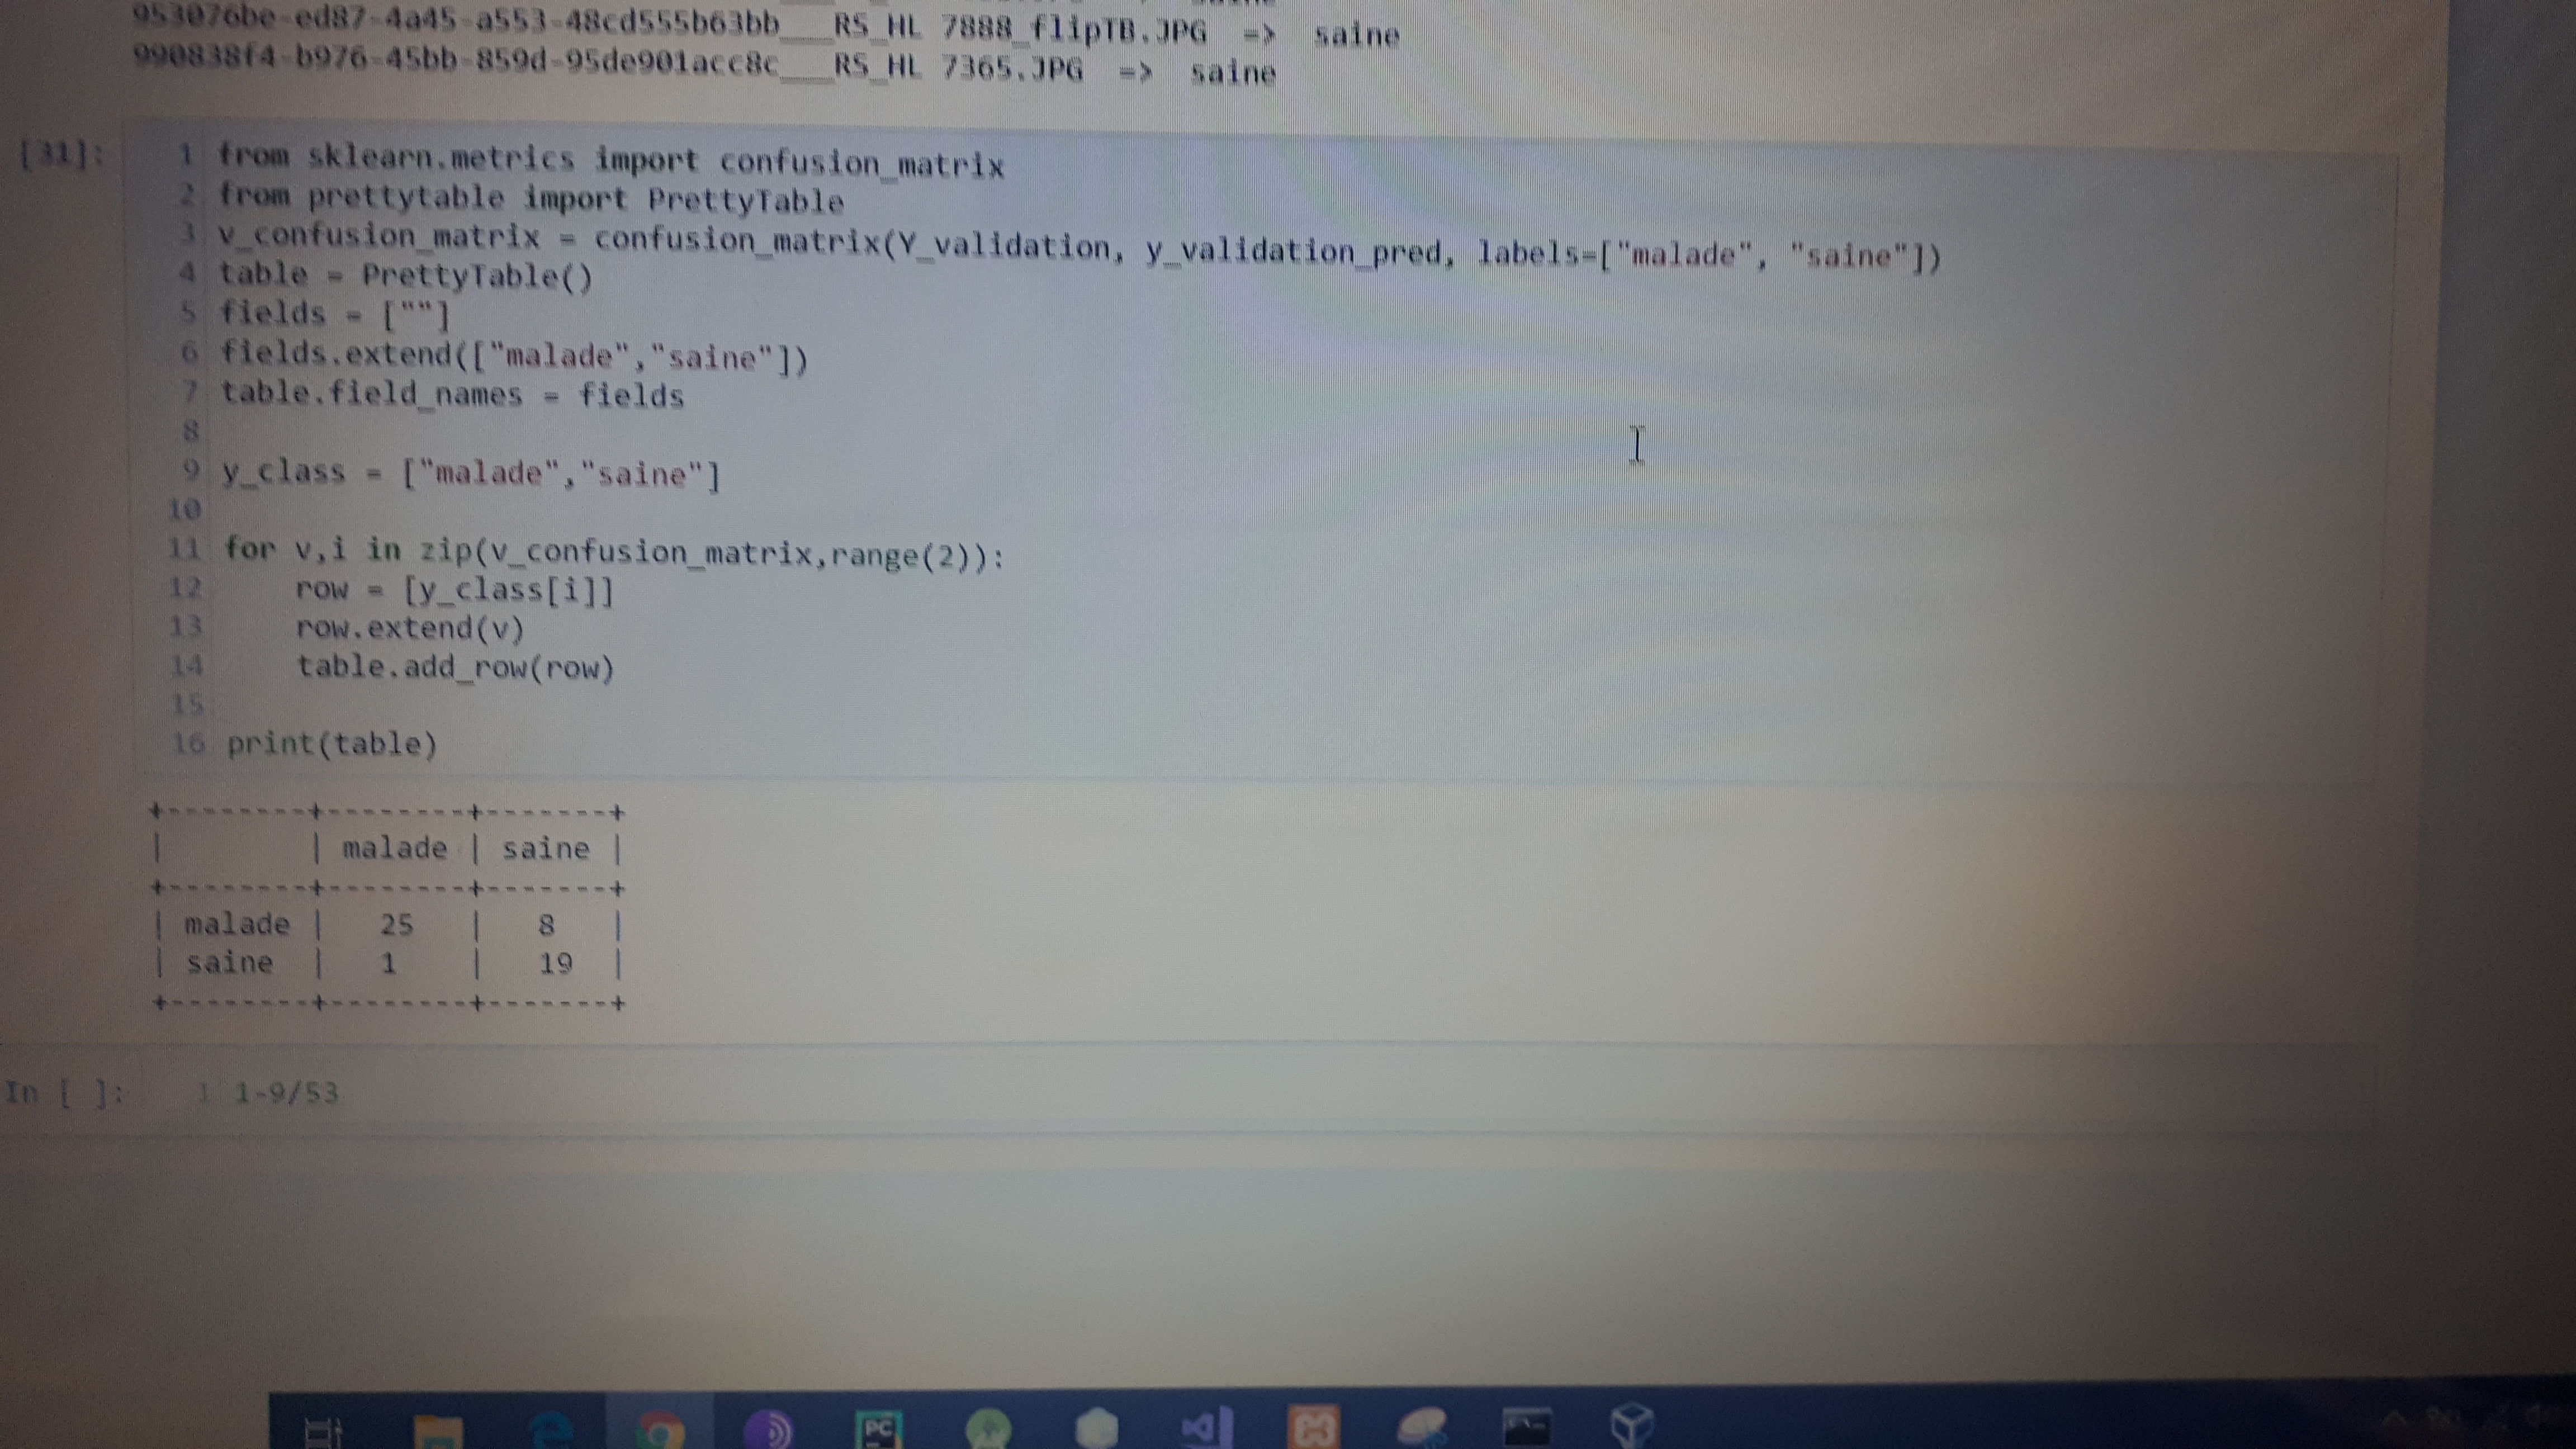 953076be-ed87-4a45-a553-48cd555b63bb___RS_HL 7888_flipTB.JPG => saine
990838f4-b976-45bb-859d-95de901acc8c___RS_HL 7365.JPG => saine
[31]:
1 from sklearn.metrics import confusion_matrix
2 from prettytable import PrettyTable
3 v_confusion_matrix = confusion_matrix(Y_validation, y_validation_pred, labels=["malade", "saine"])
4 table = PrettyTable()
5 fields = [""]
6 fields.extend(["malade","saine"])
7 table.field_names = fields
8
9 y_class = ["malade","saine"]
10
11 for v,i in zip(v_confusion_matrix,range(2)):
12     row = [y_class[i]]
13     row.extend(v)
14     table.add_row(row)
15
16 print(table)
+--------+--------+-------+
|        | malade | saine |
+--------+--------+-------+
| malade |   25   |   8   |
| saine  |   1    |   19  |
+--------+--------+-------+
In [ ]: 1 1-9/53
PC